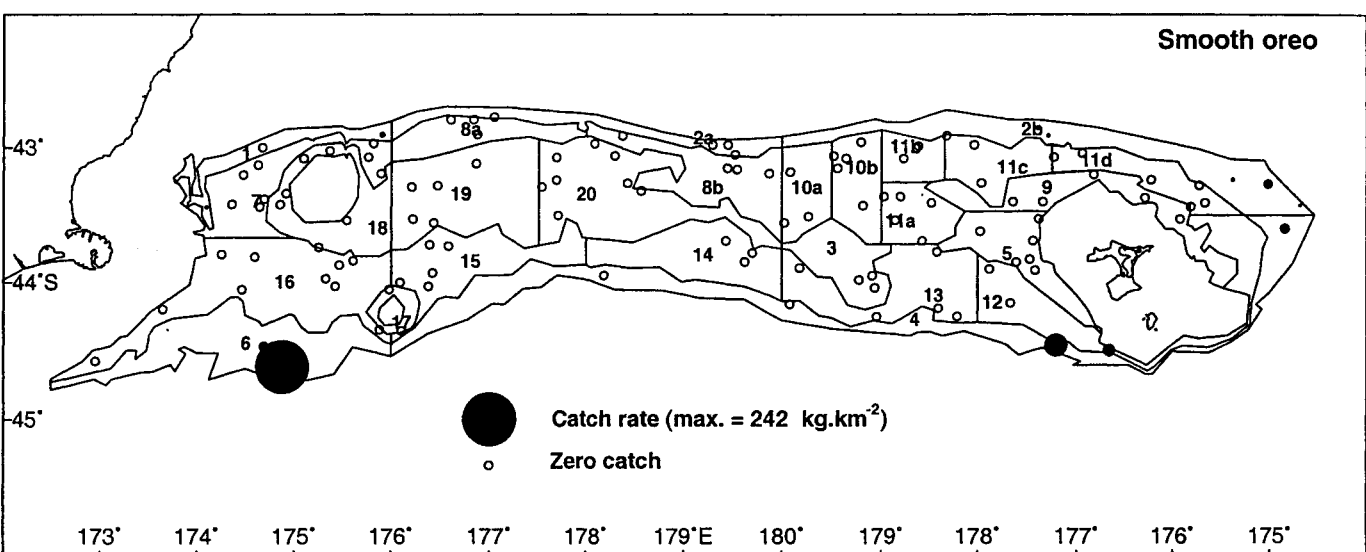 Smooth oreo
43°
44°S
45°
1
8a
2a
2b
11b
10b
11c
11d
7
19
20
8b
10a
9
18
11a
3
14
5
15
16
13
12
17
4
6
Catch rate (max. = 242 kg.km-2)
Zero catch
173° 174° 175° 176° 177° 178° 179°E 180° 179° 178° 177° 176° 175°